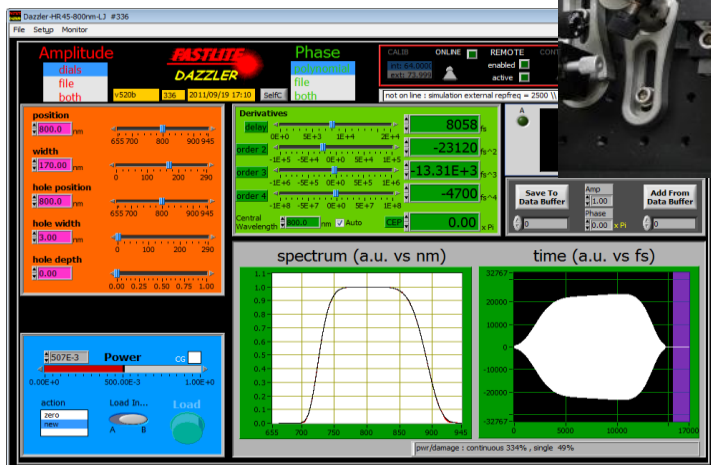 Dazzler-HR45-800nm-LJ #336
File Setup Monitor
Amplitude
dials
file
both
FASTLITE
DAZZLER
v520b 336 2011/09/19 17:10 SelfC
Phase
file
both
CALIB
int: 64.0000
ONLINE
REMOTE
enabled
active
not on line : simulation external repfreq = 2500 \\
position
800.0 nm
655 700 800 900 945
width
170.00 nm
0 100 200 290
hole position
800.0 nm
655 700 800 900 945
hole width
3.00 nm
0 100 200 290
hole depth
0.00
0.00 0.25 0.50 0.75 1.00
Derivatives
delay
0E+0 5E+3 1E+4 2E+4
8058 fs
order 2
-1E+5 -5E+4 0E+0 5E+4 1E+5
-23120 fs^2
order 3
-1E+6 -5E+5 0E+0 5E+5 1E+6
-13.31E+3 fs^3
order 4
-1E+8 -5E+7 0E+0 5E+7 1E+8
-4700 fs^4
Central
Wavelength 800.0 nm Auto CEP 0.00 x Pi
A
Save To
Data Buffer
0
Amp
1.00
Phase
0.00 x Pi
Add From
Data Buffer
0
507E-3 Power CG
0.00E+0 500.00E-3 1.00E+0
action
zero
new
Load In...
A B
Load
spectrum (a.u. vs nm)
1.1
1.0
0.9
0.8
0.7
0.6
0.5
0.4
0.3
0.2
0.1
0.0
655 700 750 800 850 900 945
time (a.u. vs fs)
32767
20000
10000
0
-10000
-20000
-32767
0 5000 10000 17000
pwr/damage : continuous 334% , single 49%